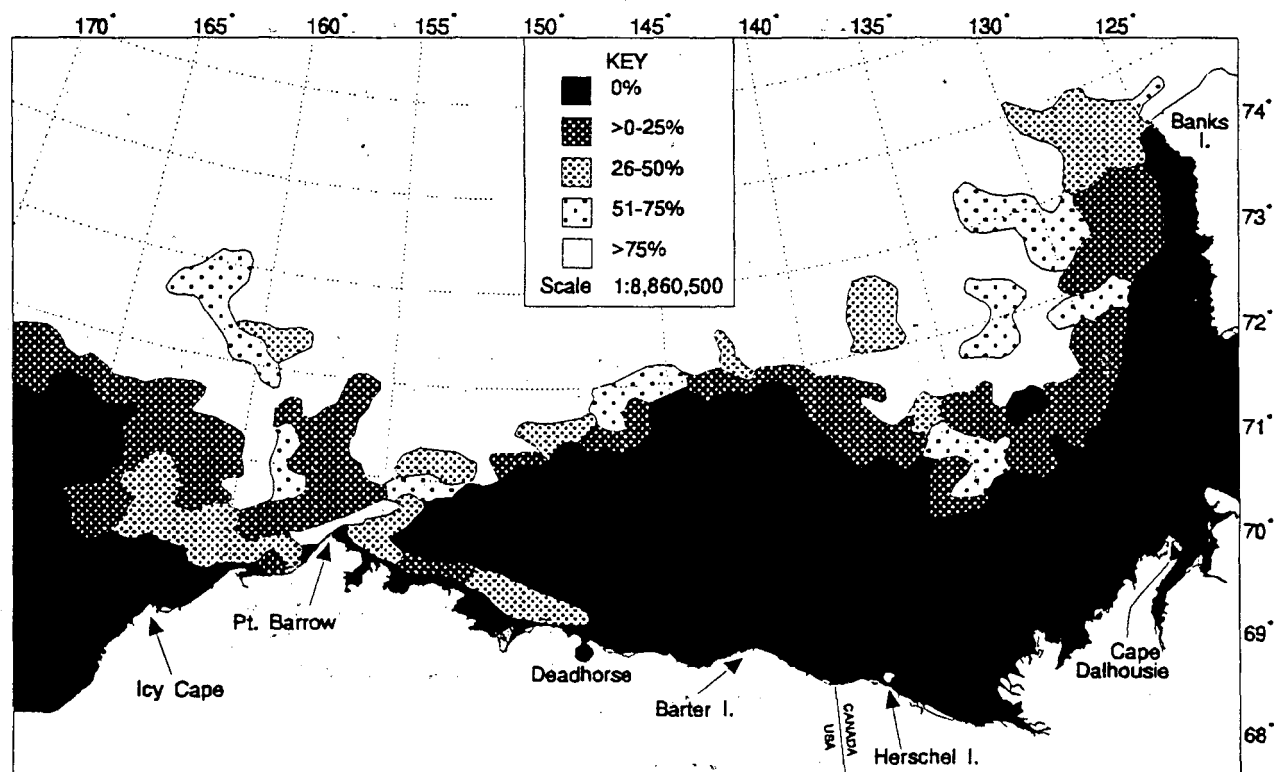 170° 165° 160° 155° 150° 145° 140° 135° 130° 125°
KEY
0%
>0-25%
26-50%
51-75%
>75%
Scale 1:8,860,500
Banks
I.
74°
73°
72°
71°
70°
69°
68°
Pt. Barrow
Icy Cape
Deadhorse
Barter I.
USA
CANADA
Herschel I.
Cape
Dalhousie